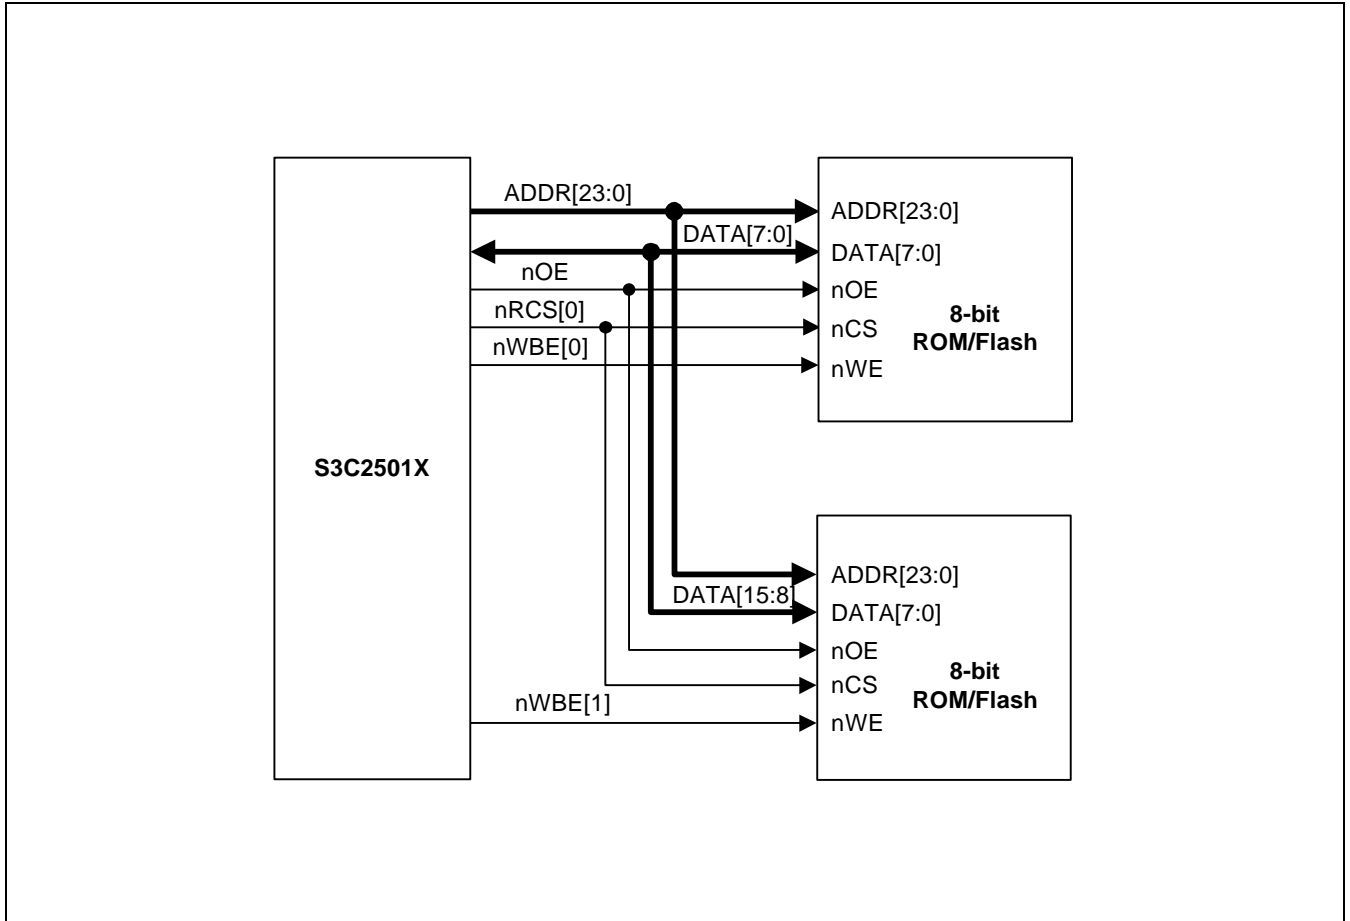 ADDR[23:0]
DATA[7:0]
nOE
nRCS[0]
nWBE[0]
S3C2501X
ADDR[23:0]
DATA[7:0]
nOE
nCS
nWE
8-bit
ROM/Flash
DATA[15:8]
nWBE[1]
ADDR[23:0]
DATA[7:0]
nOE
nCS
nWE
8-bit
ROM/Flash